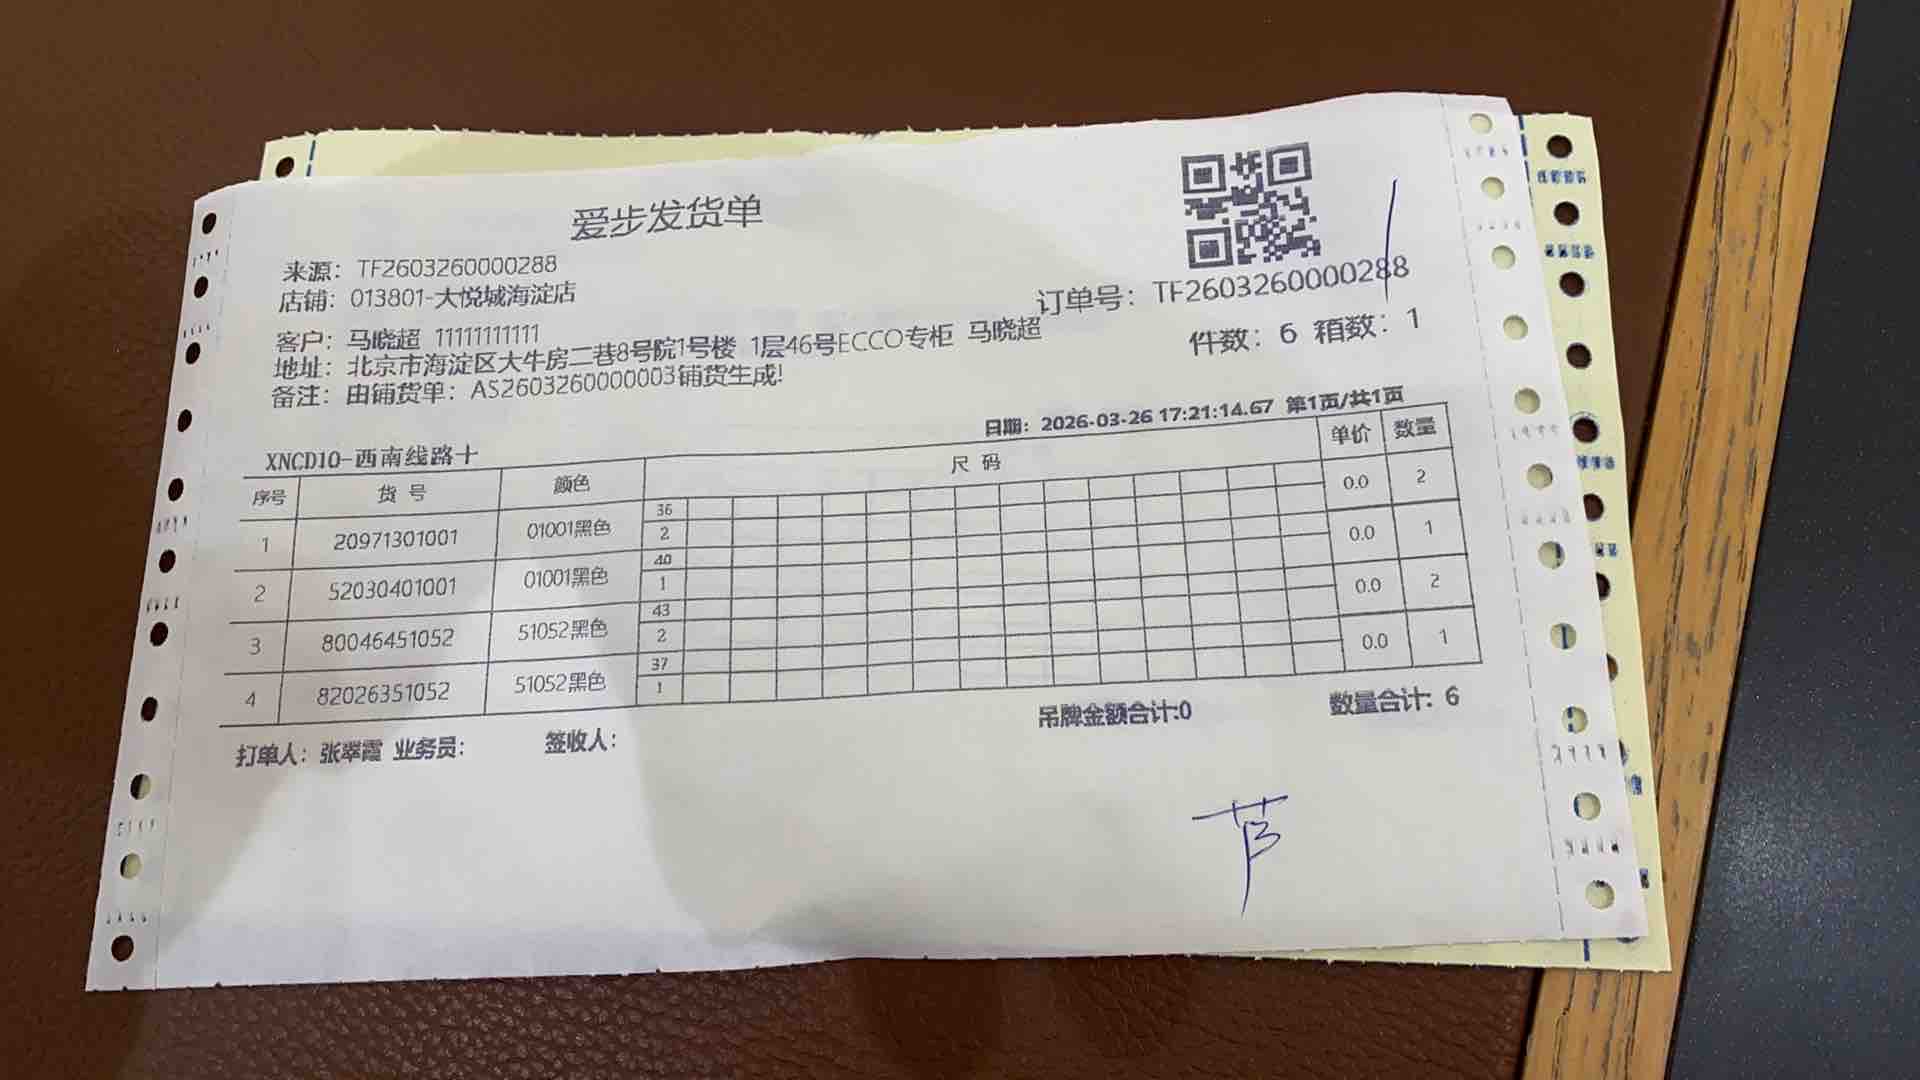 爱步发货单
来源：TF2603260000288
店铺：013801-大悦城海淀店
订单号：TF2603260000288
客户：马晓超 11111111111
件数：6 箱数：1
地址：北京市海淀区大牛房二巷8号院1号楼 1层46号ECCO专柜 马晓超
备注：由铺货单：AS2603260000003铺货生成!
日期：2026-03-26 17:21:14.67 第1页/共1页
XNCD10-西南线路十
序号 货号 颜色 尺码 单价 数量
36
1 20971301001 01001黑色 2 0.0 2
40
2 52030401001 01001黑色 1 0.0 1
43
3 80046451052 51052黑色 2 0.0 2
37
4 82026351052 51052黑色 1 0.0 1
吊牌金额合计:0 数量合计: 6
打单人：张翠霞 业务员： 签收人：